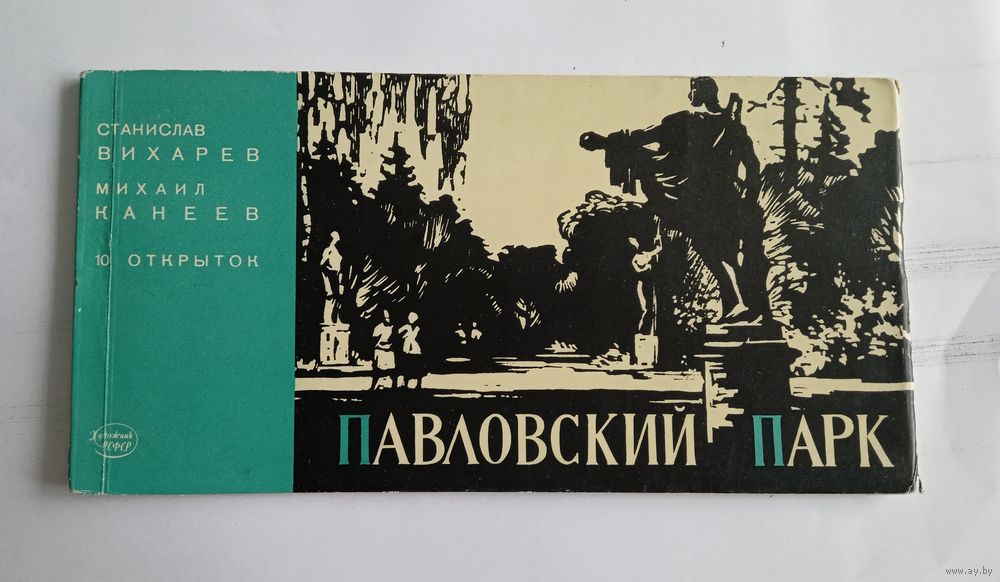 СТАНИСЛАВ
ВИХАРЕВ
МИХАИЛ
КАНЕЕВ
10 ОТКРЫТОК
Художник
РСФСР
ПАВЛОВСКИЙ ПАРК
www.ay.by